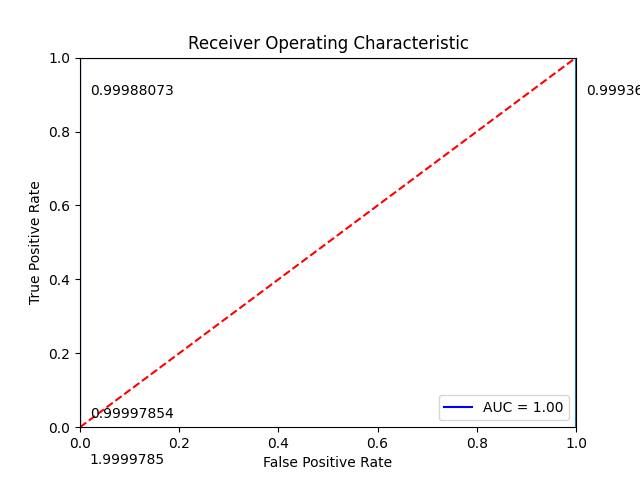 Receiver Operating Characteristic
1.0
0.99988073
0.99936
0.8
0.6
True Positive Rate
0.4
0.2
0.99997854
AUC = 1.00
0.0
0.0 0.2 0.4 0.6 0.8 1.0
1.9999785
False Positive Rate